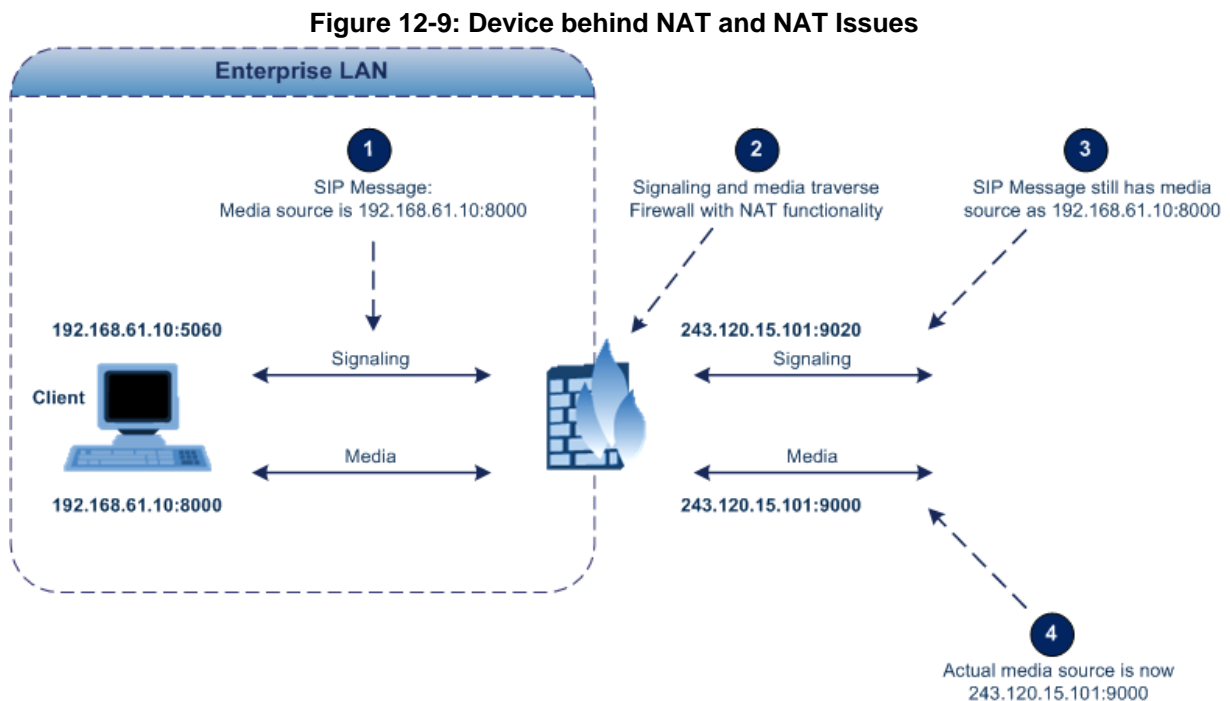 Figure 12-9: Device behind NAT and NAT Issues
Enterprise LAN
1
SIP Message:
Media source is 192.168.61.10:8000
2
Signaling and media traverse
Firewall with NAT functionality
3
SIP Message still has media
source as 192.168.61.10:8000
192.168.61.10:5060
Signaling
243.120.15.101:9020
Signaling
Client
Media
192.168.61.10:8000
Media
243.120.15.101:9000
4
Actual media source is now
243.120.15.101:9000